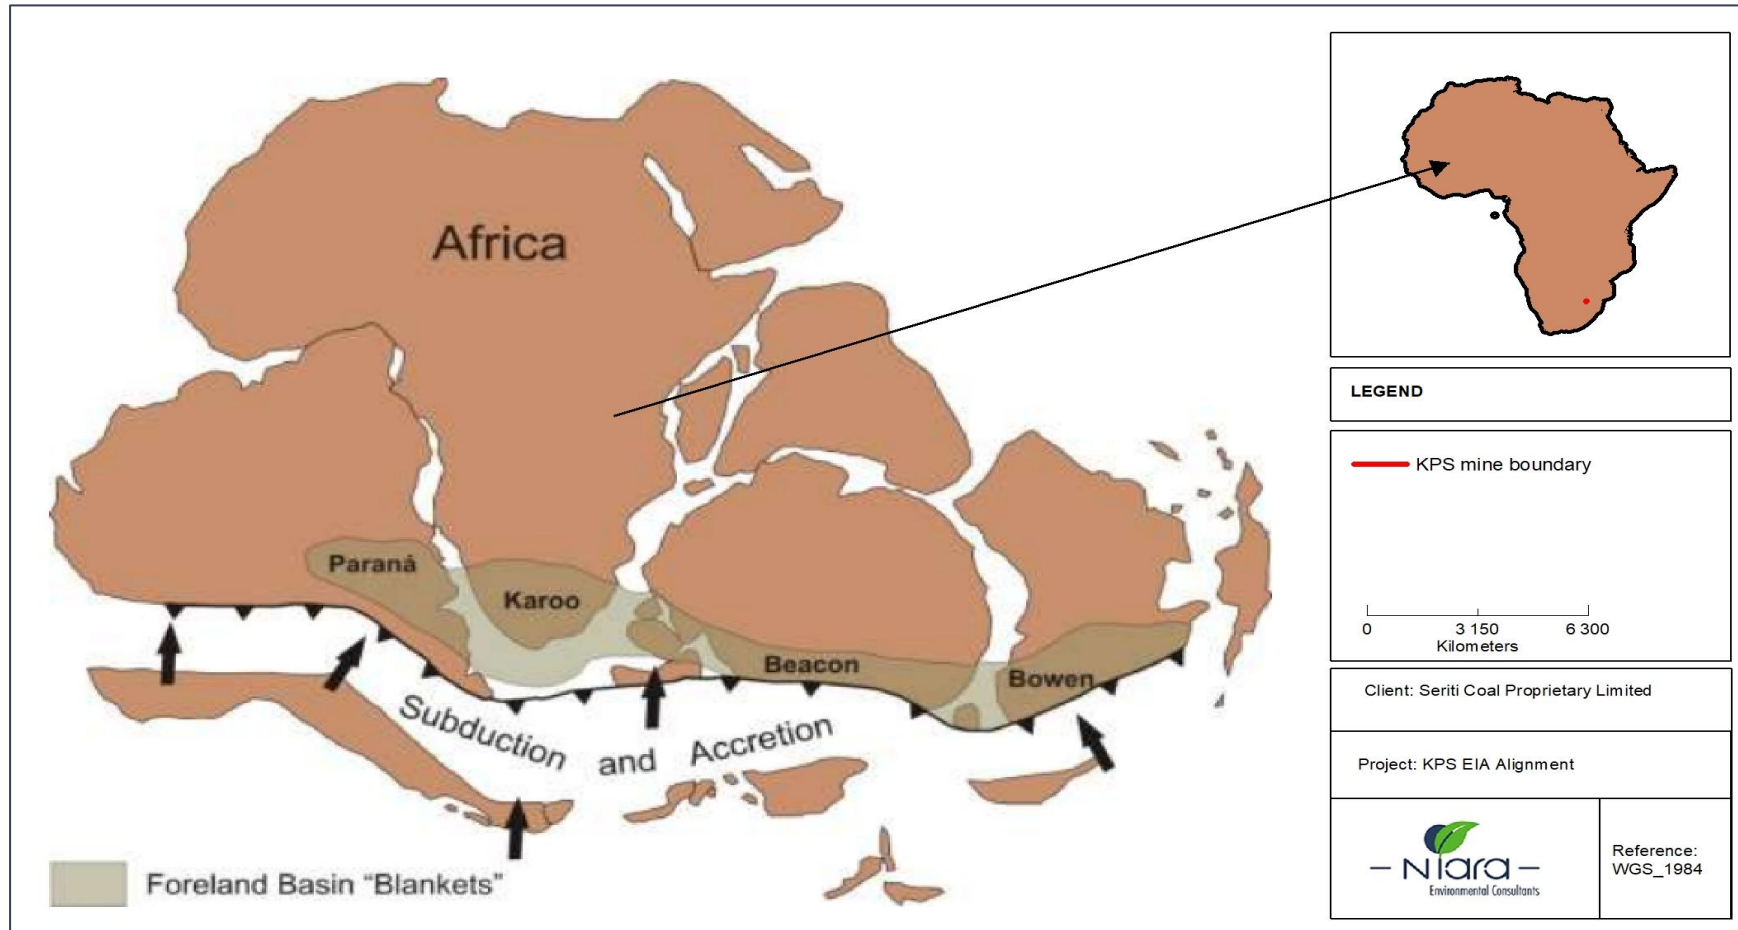 Africa
Paraná
Karoo
Beacon
Bowen
Subduction and Accretion
Foreland Basin “Blankets”
LEGEND
KPS mine boundary
0 3 150 6 300
Kilometers
Client: Seriti Coal Proprietary Limited
Project: KPS EIA Alignment
– Niara –
Environmental Consultants
Reference:
WGS_1984